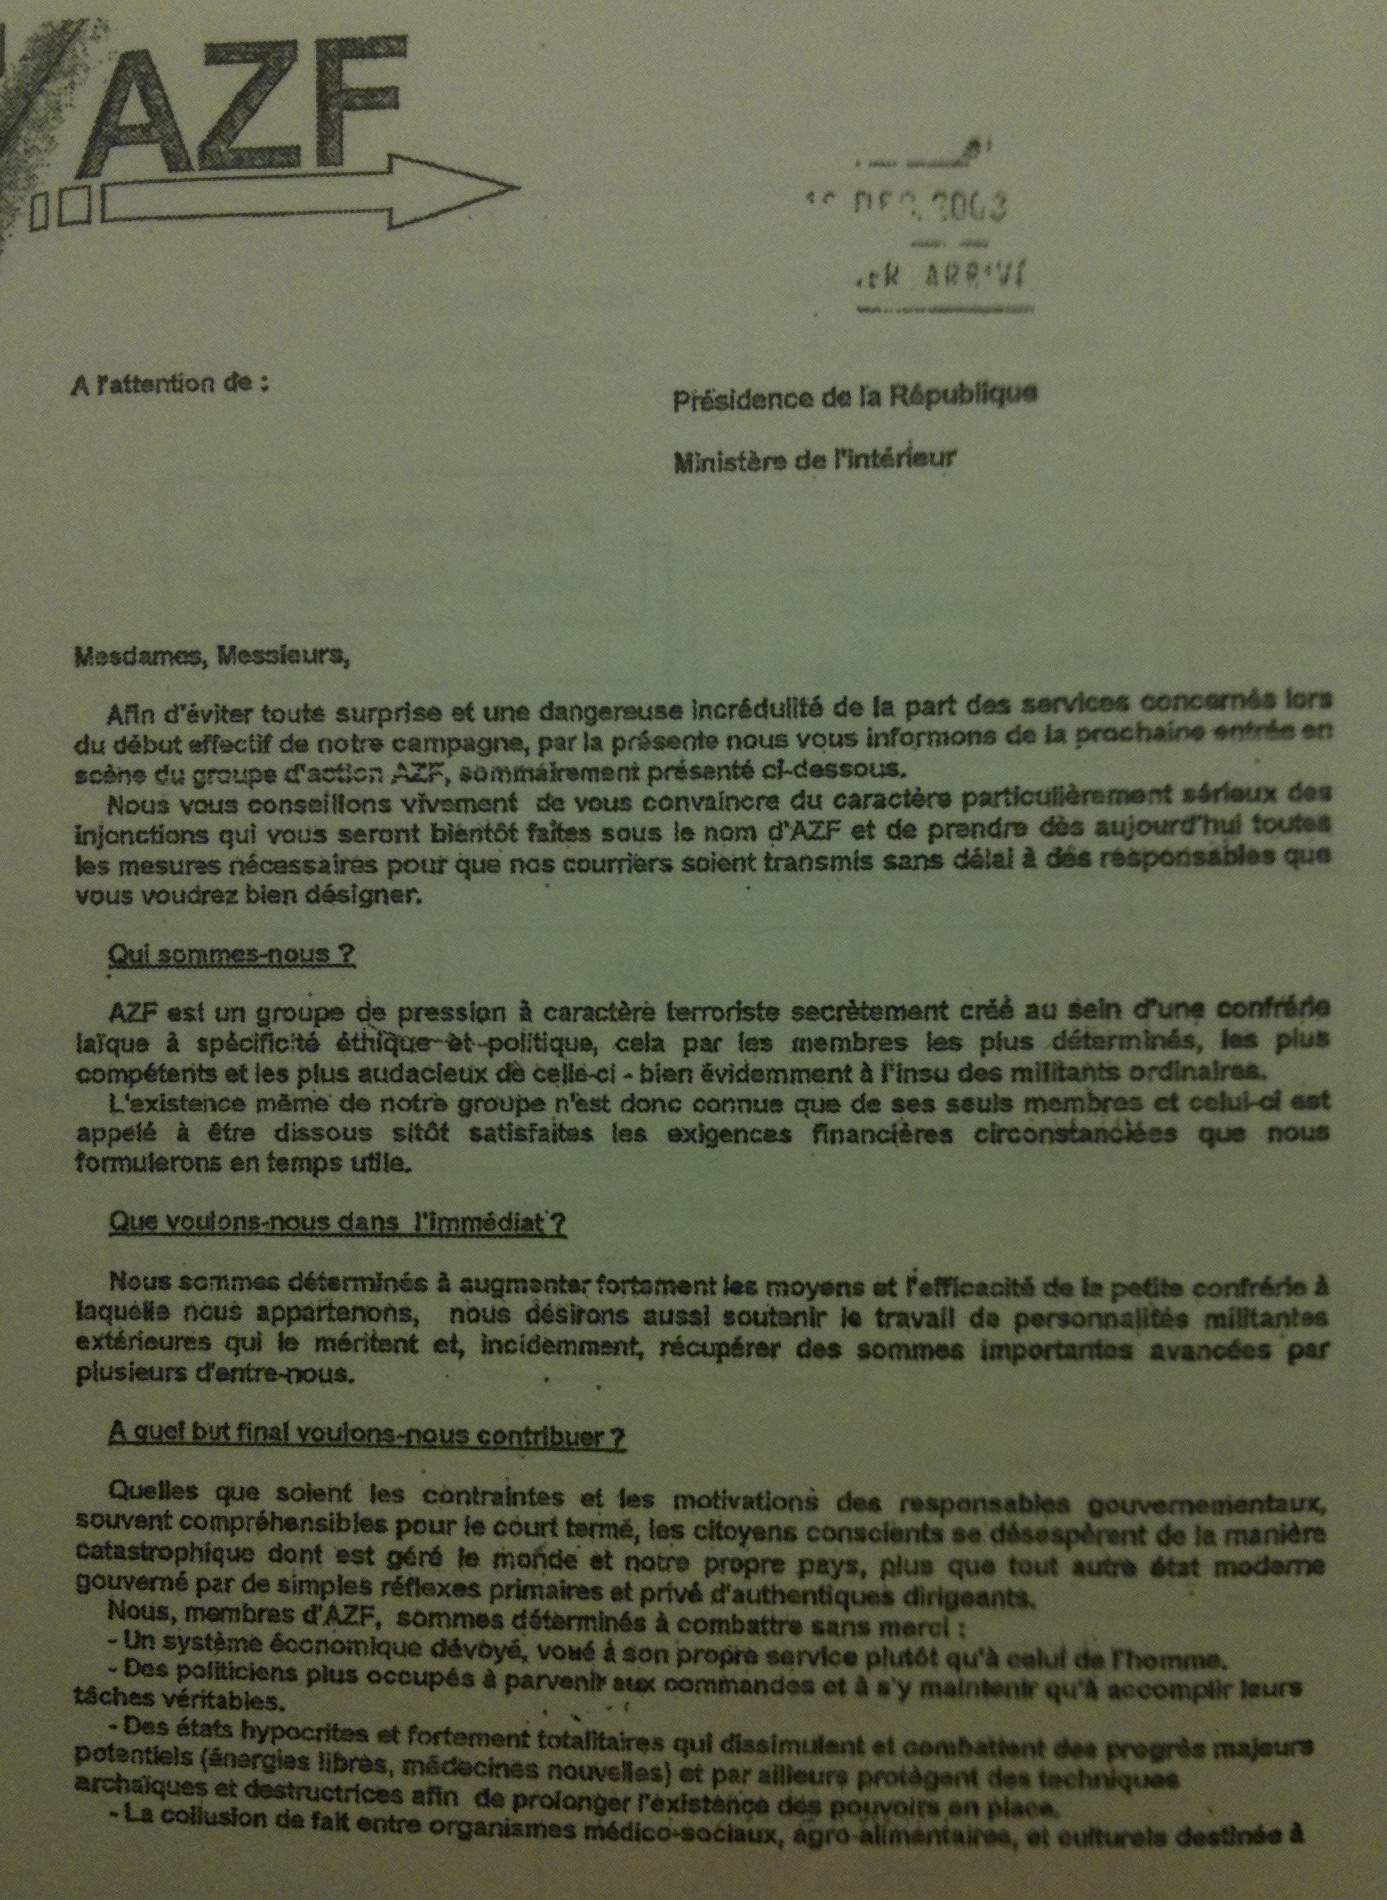 AZF
DEC. 2003
ARRIVÉ
A l'attention de :
Présidence de la République
Ministère de l'intérieur
Mesdames, Messieurs,
Afin d'éviter toute surprise et une dangereuse incrédulité de la part des services concernés lors
du début effectif de notre campagne, par la présente nous vous informons de la prochaine entrée en
scène du groupe d'action AZF, sommairement présenté ci-dessous.
Nous vous conseillons vivement de vous convaincre du caractère particulièrement sérieux des
injonctions qui vous seront bientôt faites sous le nom d'AZF et de prendre dès aujourd'hui toutes
les mesures nécessaires pour que nos courriers soient transmis sans délai à des responsables que
vous voudrez bien désigner.
Qui sommes-nous ?
AZF est un groupe de pression à caractère terroriste secrètement créé au sein d'une confrérie
laïque à spécificité éthique et politique, cela par les membres les plus déterminés, les plus
compétents et les plus audacieux de celle-ci - bien évidemment à l'insu des militants ordinaires.
L'existence même de notre groupe n'est donc connue que de ses seuls membres et celui-ci est
appelé à être dissous sitôt satisfaites les exigences financières circonstanciées que nous
formulerons en temps utile.
Que voulons-nous dans l'immédiat ?
Nous sommes déterminés à augmenter fortement les moyens et l'efficacité de la petite confrérie à
laquelle nous appartenons, nous désirons aussi soutenir le travail de personnalités militantes
extérieures qui le méritent et, incidemment, récupérer des sommes importantes avancées par
plusieurs d'entre-nous.
A quel but final voulons-nous contribuer ?
Quelles que soient les contraintes et les motivations des responsables gouvernementaux,
souvent compréhensibles pour le court terme, les citoyens conscients se désespèrent de la manière
catastrophique dont est géré le monde et notre propre pays, plus que tout autre état moderne
gouverné par de simples réflexes primaires et privé d'authentiques dirigeants.
Nous, membres d'AZF, sommes déterminés à combattre sans merci :
- Un système économique dévoyé, voué à son propre service plutôt qu'à celui de l'homme.
- Des politiciens plus occupés à parvenir aux commandes et à s'y maintenir qu'à accomplir leurs
tâches véritables.
- Des états hypocrites et fortement totalitaires qui dissimulent et combattent des progrès majeurs
potentiels (énergies libres, médecines nouvelles) et par ailleurs protègent des techniques
archaïques et destructrices afin de prolonger l'existence des pouvoirs en place.
- La collusion de fait entre organismes médico-sociaux, agro-alimentaires, et culturels destinée à